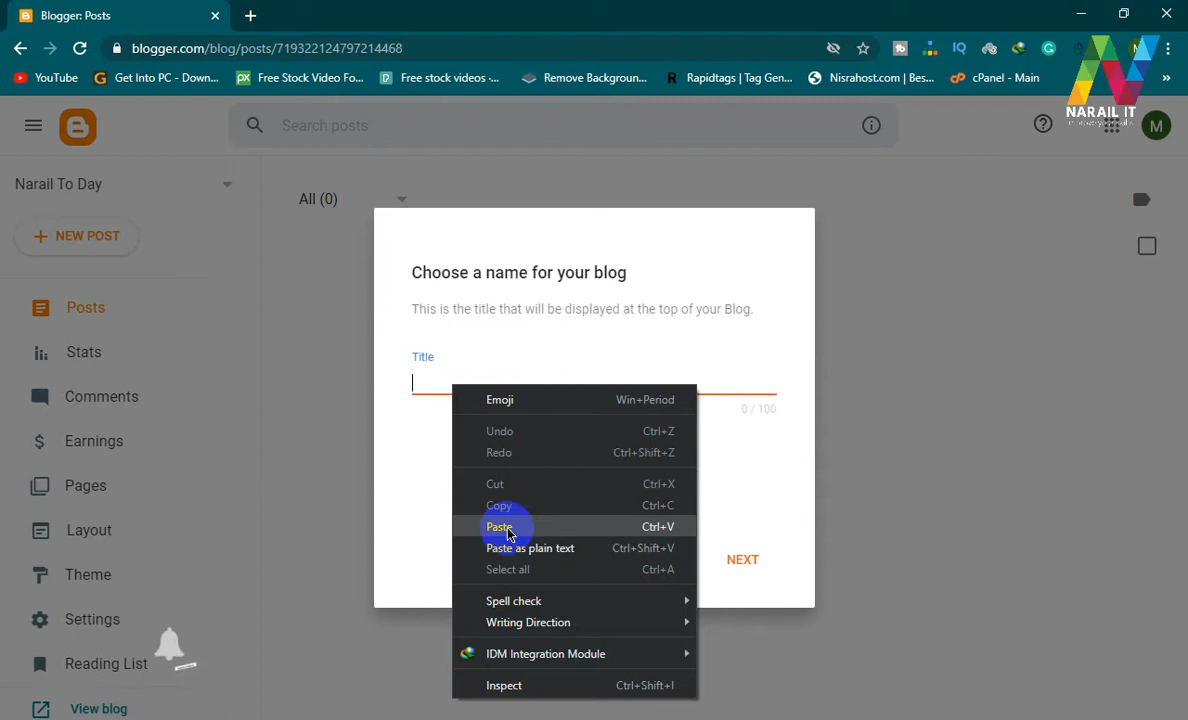 Blogger: Posts
blogger.com/blog/posts/719322124797214468
YouTube
Get Into PC - Down...
Free Stock Video Fo...
Free stock videos -...
Remove Backgroun...
Rapidtags | Tag Gen...
Nisrahost.com | Bes...
cPanel - Main
NARAIL IT
Search posts
M
Narail To Day
All (0)
NEW POST
Posts
Stats
Comments
Earnings
Pages
Layout
Theme
Settings
Reading List
View blog
Choose a name for your blog
This is the title that will be displayed at the top of your Blog.
Title
0 / 100
NEXT
Emoji Win+Period
Undo Ctrl+Z
Redo Ctrl+Shift+Z
Cut Ctrl+X
Copy Ctrl+C
Paste Ctrl+V
Paste as plain text Ctrl+Shift+V
Select all Ctrl+A
Spell check
Writing Direction
IDM Integration Module
Inspect Ctrl+Shift+I